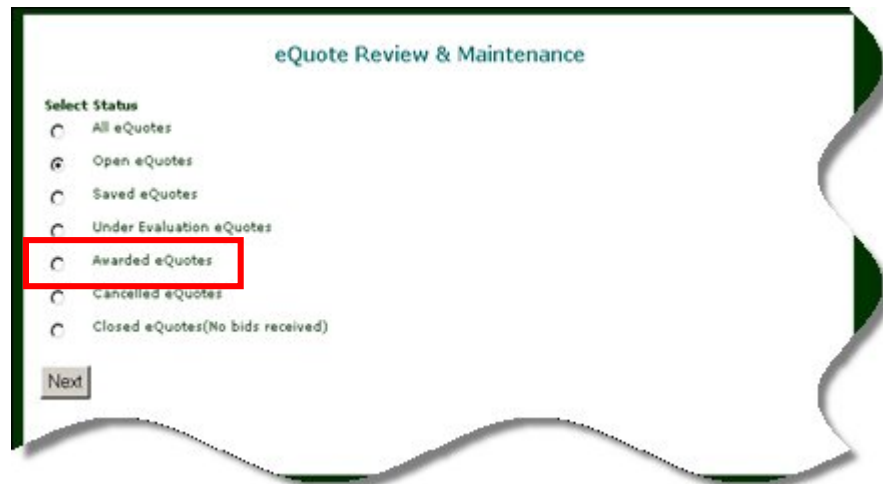 eQuote Review & Maintenance
Select Status
All eQuotes
Open eQuotes
Saved eQuotes
Under Evaluation eQuotes
Awarded eQuotes
Cancelled eQuotes
Closed eQuotes(No bids received)
Next